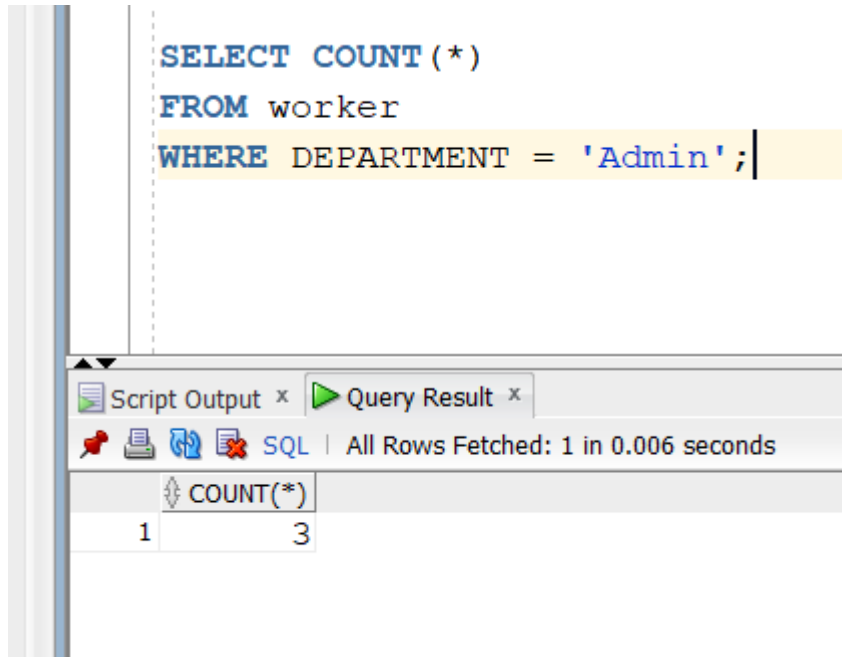 SELECT COUNT(*)
FROM worker
WHERE DEPARTMENT = 'Admin';
Script Output x Query Result x
SQL | All Rows Fetched: 1 in 0.006 seconds
COUNT(*)
1 3